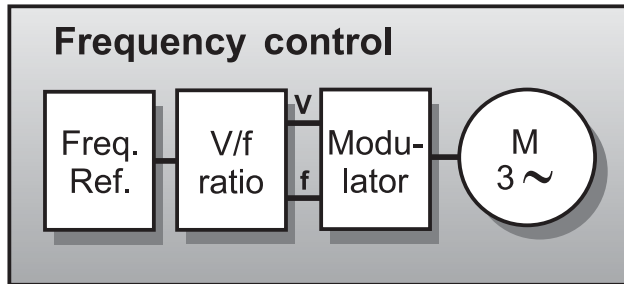 Frequency control
Freq.
Ref.
V/f
ratio
V
f
Modu-
lator
M
3 ~